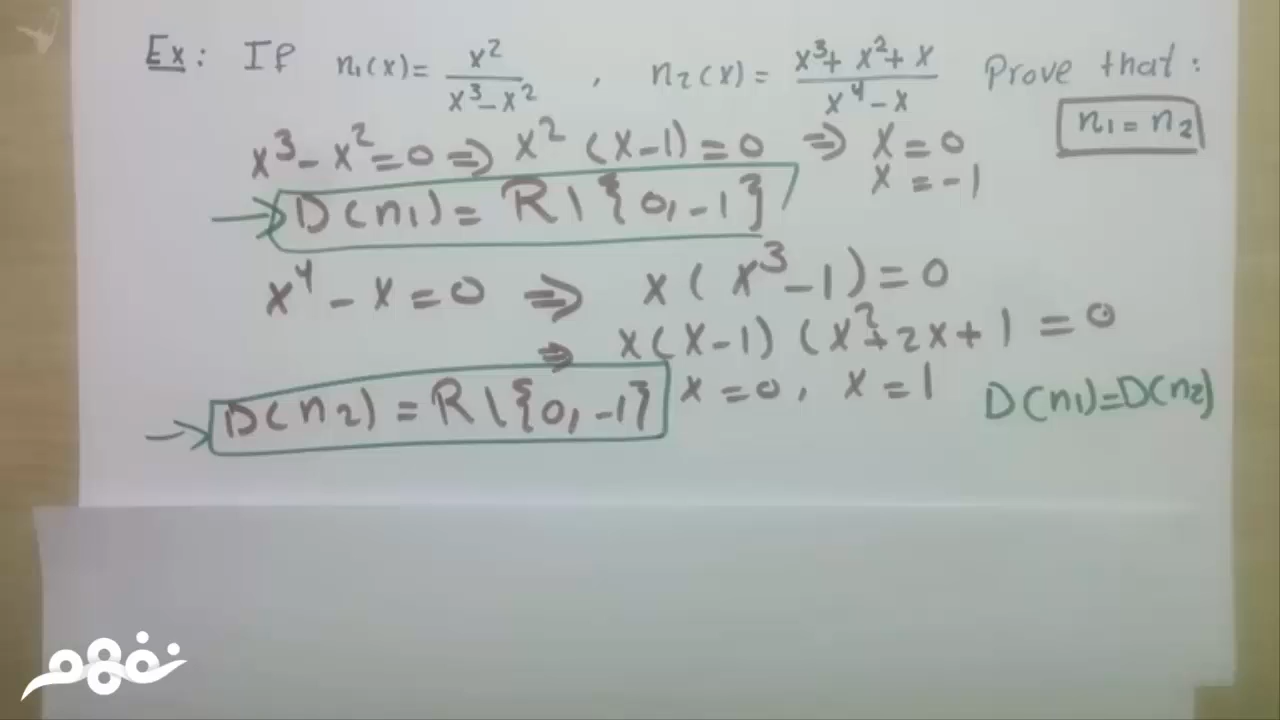 Ex: If n₁(x) = x²/(x³-x²) , n₂(x) = (x³+x²+x)/(x⁴-x) Prove that:
n₁ = n₂
x³-x²=0 ⇒ x² (x-1) = 0 ⇒ x=0
x=-1
→ D(n₁) = R\{0,-1}
x⁴-x=0 ⇒ x(x³-1)=0
⇒ x(x-1)(x²+2x+1 = 0
x=0, x=1
→ D(n₂) = R\{0,-1}
D(n₁)=D(n₂)
نفهم